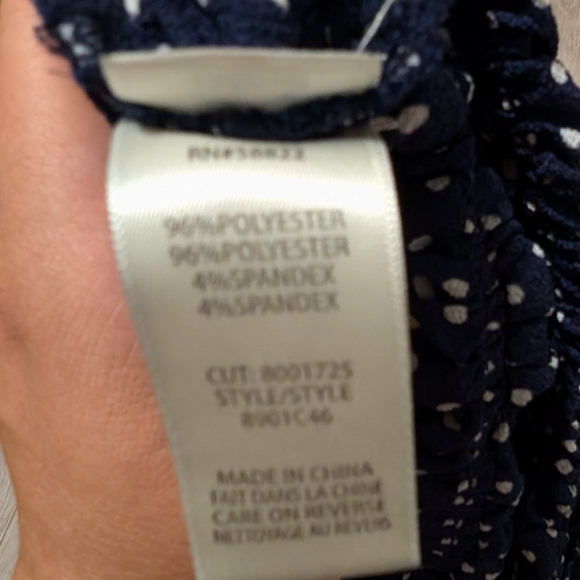 96%POLYESTER
96%POLYESTER
4%SPANDEX
4%SPANDEX
CUT: 8001725
STYLE/STYLE
8901C46
MADE IN CHINA
FAIT DANS LA CHINE
CARE ON REVERSE
NETTOYAGE AU REVERS